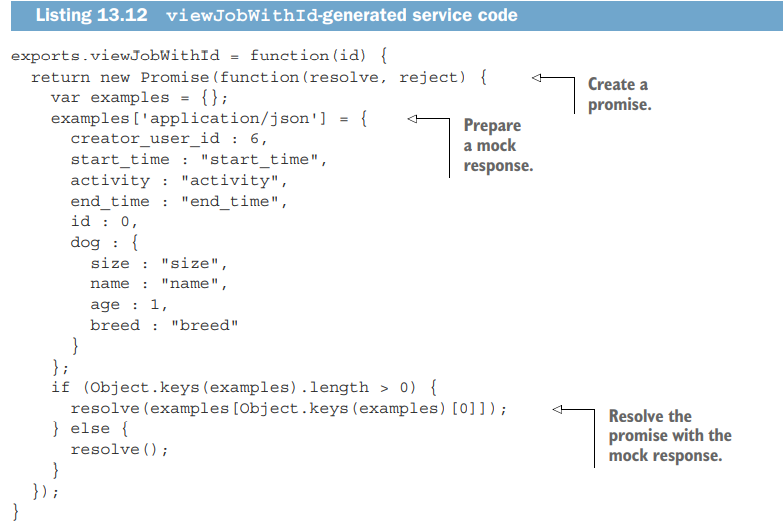 Listing 13.12 viewJobWithId-generated service code
exports.viewJobWithId = function(id) {
  return new Promise(function(resolve, reject) {
    var examples = {};
    examples['application/json'] = {
      creator_user_id : 6,
      start_time : "start_time",
      activity : "activity",
      end_time : "end_time",
      id : 0,
      dog : {
        size : "size",
        name : "name",
        age : 1,
        breed : "breed"
      }
    };
    if (Object.keys(examples).length > 0) {
      resolve(examples[Object.keys(examples)[0]]);
    } else {
      resolve();
    }
  });
}
Create a
promise.
Prepare
a mock
response.
Resolve the
promise with the
mock response.